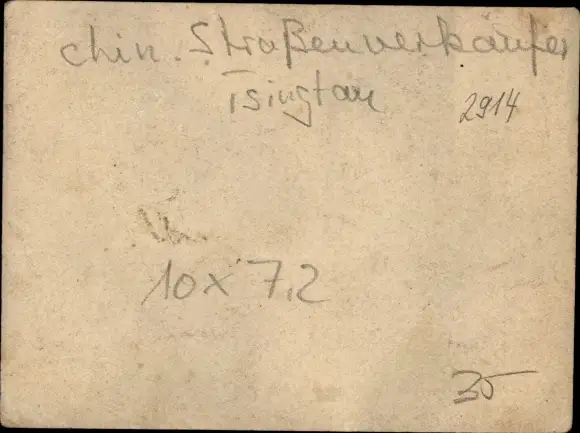 chin. Straßenverkäufer
Tsingtau
2914
10 x 7,2
35